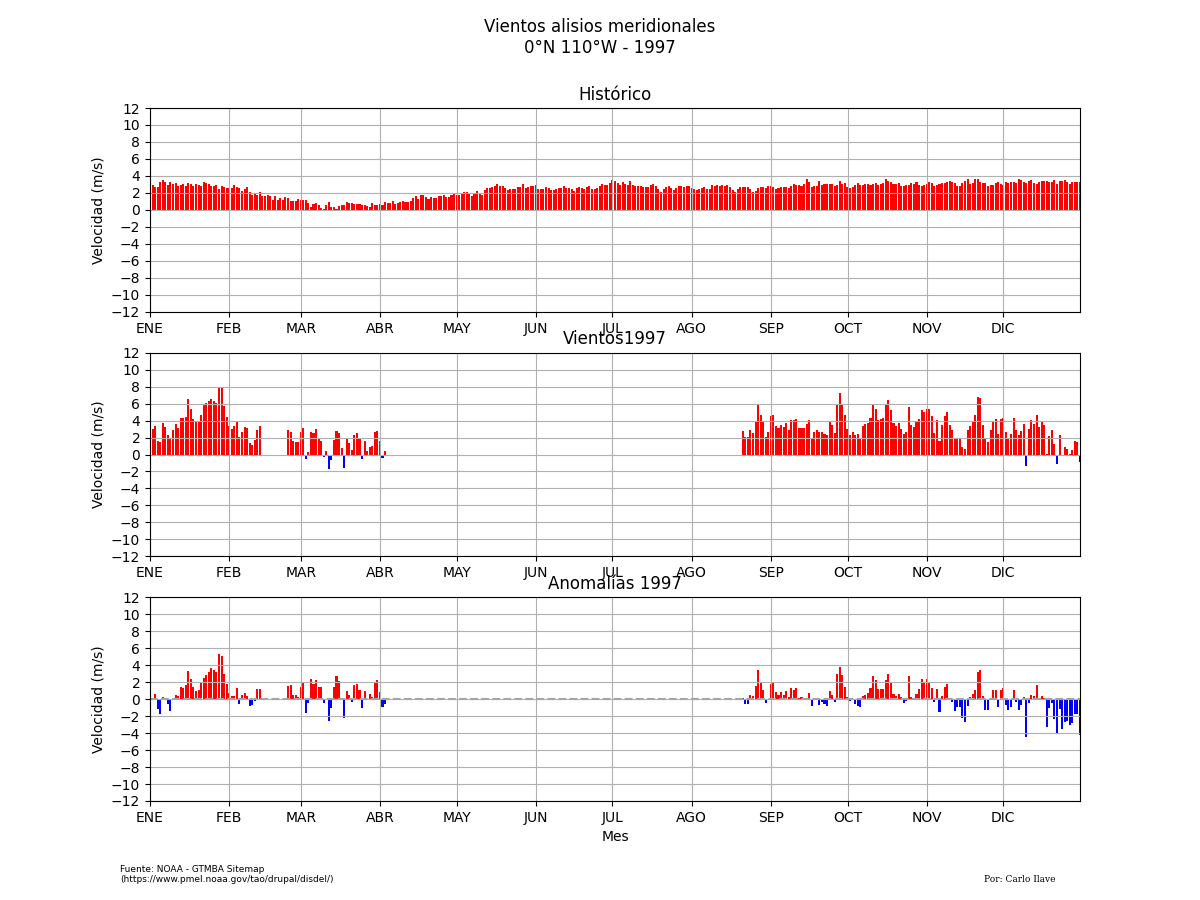 Vientos alisios meridionales
0°N 110°W - 1997
Histórico
12
10
8
6
4
2
0
−2
−4
−6
−8
−10
−12
Velocidad (m/s)
ENE FEB MAR ABR MAY JUN JUL AGO SEP OCT NOV DIC
Vientos1997
12
10
8
6
4
2
0
−2
−4
−6
−8
−10
−12
Velocidad (m/s)
ENE FEB MAR ABR MAY JUN JUL AGO SEP OCT NOV DIC
Anomalías 1997
12
10
8
6
4
2
0
−2
−4
−6
−8
−10
−12
Velocidad (m/s)
ENE FEB MAR ABR MAY JUN JUL AGO SEP OCT NOV DIC
Mes
Fuente: NOAA - GTMBA Sitemap
(https://www.pmel.noaa.gov/tao/drupal/disdel/)
Por: Carlo Ilave